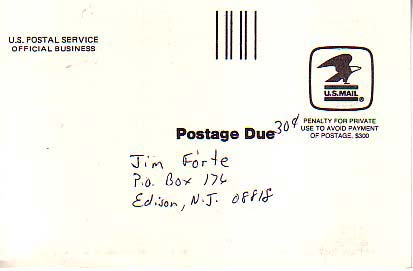 U.S. POSTAL SERVICE
OFFICIAL BUSINESS
U.S.MAIL®
PENALTY FOR PRIVATE
USE TO AVOID PAYMENT
OF POSTAGE, $300
Postage Due 30¢
Jim Forte
P.O. Box 176
Edison, N.J. 08818